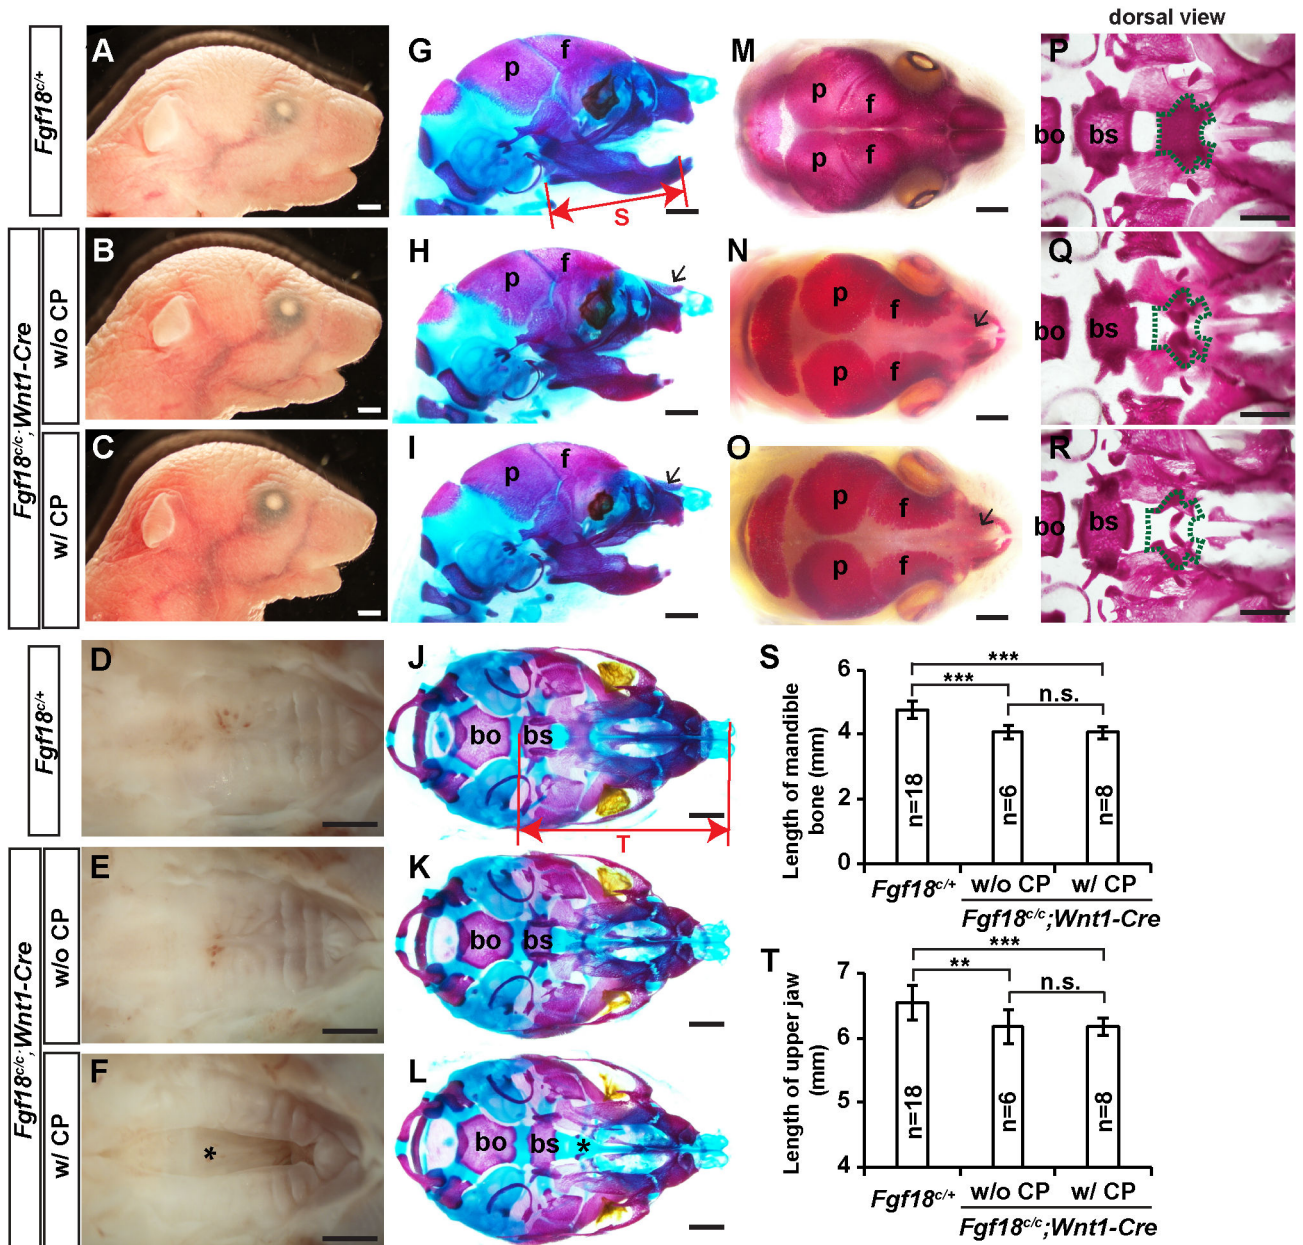 dorsal view
Fgf18c/+
A
G
p
f
S
M
p
f
p
f
P
bo
bs
Fgf18c/c;Wnt1-Cre
w/o CP
B
H
p
f
N
p
f
p
f
Q
bo
bs
w/ CP
C
I
p
f
O
p
f
p
f
R
bo
bs
Fgf18c/+
D
J
bo
bs
T
Fgf18c/c;Wnt1-Cre
w/o CP
E
K
bo
bs
w/ CP
F
*
L
bo
bs
*
S
Length of mandible
bone (mm)
6
4
2
0
***
***
n.s.
n=18
n=6
n=8
Fgf18c/+
w/o CP
w/ CP
Fgf18c/c;Wnt1-Cre
T
Length of upper jaw
(mm)
7
6
5
4
***
**
n.s.
n=18
n=6
n=8
Fgf18c/+
w/o CP
w/ CP
Fgf18c/c;Wnt1-Cre